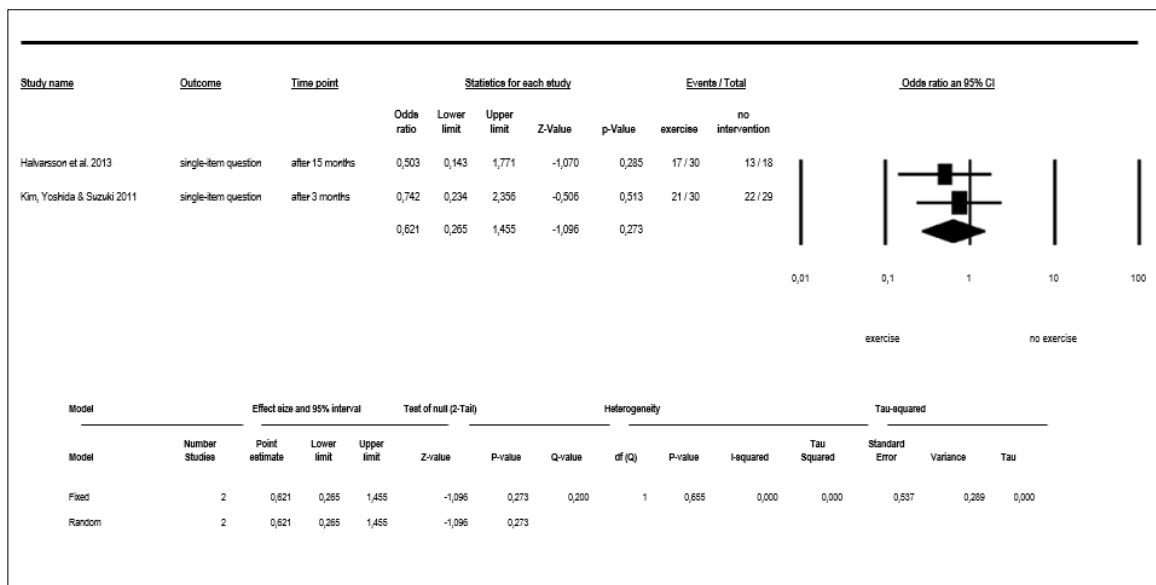 Study name Outcome Time point Statistics for each study Events / Total Odds ratio an 95% CI
Odds ratio Lower limit Upper limit Z-Value p-Value exercise no intervention
Halvarsson et al. 2013 single-item question after 15 months 0,503 0,143 1,771 -1,070 0,285 17 / 30 13 / 18
Kim, Yoshida & Suzuki 2011 single-item question after 3 months 0,742 0,234 2,356 -0,506 0,513 21 / 30 22 / 29
0,621 0,265 1,455 -1,096 0,273
0,01 0,1 1 10 100
exercise no exercise
Model Effect size and 95% interval Test of null (2-Tail) Heterogeneity Tau-squared
Model Number Studies Point estimate Lower limit Upper limit Z-value P-value Q-value df (Q) P-value I-squared Tau Squared Standard Error Variance Tau
Fixed 2 0,621 0,265 1,455 -1,096 0,273 0,200 1 0,655 0,000 0,000 0,537 0,289 0,000
Random 2 0,621 0,265 1,455 -1,096 0,273